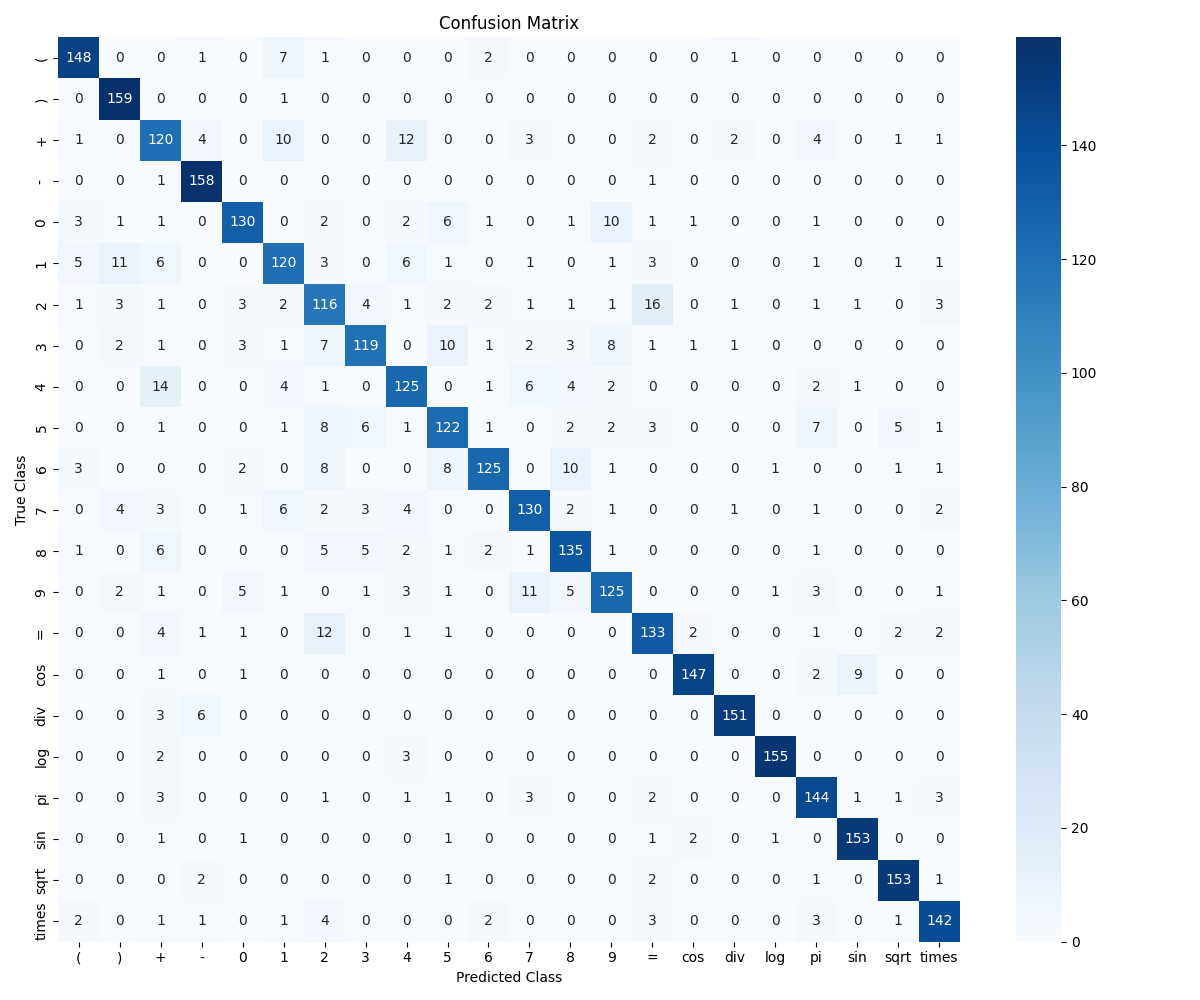 Confusion Matrix
( 148 0 0 1 0 7 1 0 0 0 2 0 0 0 0 0 1 0 0 0 0 0
) 0 159 0 0 0 1 0 0 0 0 0 0 0 0 0 0 0 0 0 0 0 0
+ 1 0 120 4 0 10 0 0 12 0 0 3 0 0 2 0 2 0 4 0 1 1
- 0 0 1 158 0 0 0 0 0 0 0 0 0 0 1 0 0 0 0 0 0 0
0 3 1 1 0 130 0 2 0 2 6 1 0 1 10 1 1 0 0 1 0 0 0
1 5 11 6 0 0 120 3 0 6 1 0 1 0 1 3 0 0 0 1 0 1 1
2 1 3 1 0 3 2 116 4 1 2 2 1 1 1 16 0 1 0 1 1 0 3
3 0 2 1 0 3 1 7 119 0 10 1 2 3 8 1 1 1 0 0 0 0 0
4 0 0 14 0 0 4 1 0 125 0 1 6 4 2 0 0 0 0 2 1 0 0
5 0 0 1 0 0 1 8 6 1 122 1 0 2 2 3 0 0 0 7 0 5 1
6 3 0 0 0 2 0 8 0 0 8 125 0 10 1 0 0 0 1 0 0 1 1
7 0 4 3 0 1 6 2 3 4 0 0 130 2 1 0 0 1 0 1 0 0 2
8 1 0 6 0 0 0 5 5 2 1 2 1 135 1 0 0 0 0 1 0 0 0
9 0 2 1 0 5 1 0 1 3 1 0 11 5 125 0 0 0 1 3 0 0 1
= 0 0 4 1 1 0 12 0 1 1 0 0 0 0 133 2 0 0 1 0 2 2
cos 0 0 1 0 1 0 0 0 0 0 0 0 0 0 0 147 0 0 2 9 0 0
div 0 0 3 6 0 0 0 0 0 0 0 0 0 0 0 0 151 0 0 0 0 0
log 0 0 2 0 0 0 0 0 3 0 0 0 0 0 0 0 0 155 0 0 0 0
pi 0 0 3 0 0 0 1 0 1 1 0 3 0 0 2 0 0 0 144 1 1 3
sin 0 0 1 0 1 0 0 0 0 1 0 0 0 0 1 2 0 1 0 153 0 0
sqrt 0 0 0 2 0 0 0 0 0 1 0 0 0 0 2 0 0 0 1 0 153 1
times 2 0 1 1 0 1 4 0 0 0 2 0 0 0 3 0 0 0 3 0 1 142
( ) + - 0 1 2 3 4 5 6 7 8 9 = cos div log pi sin sqrt times
Predicted Class
True Class
140
120
100
80
60
40
20
0